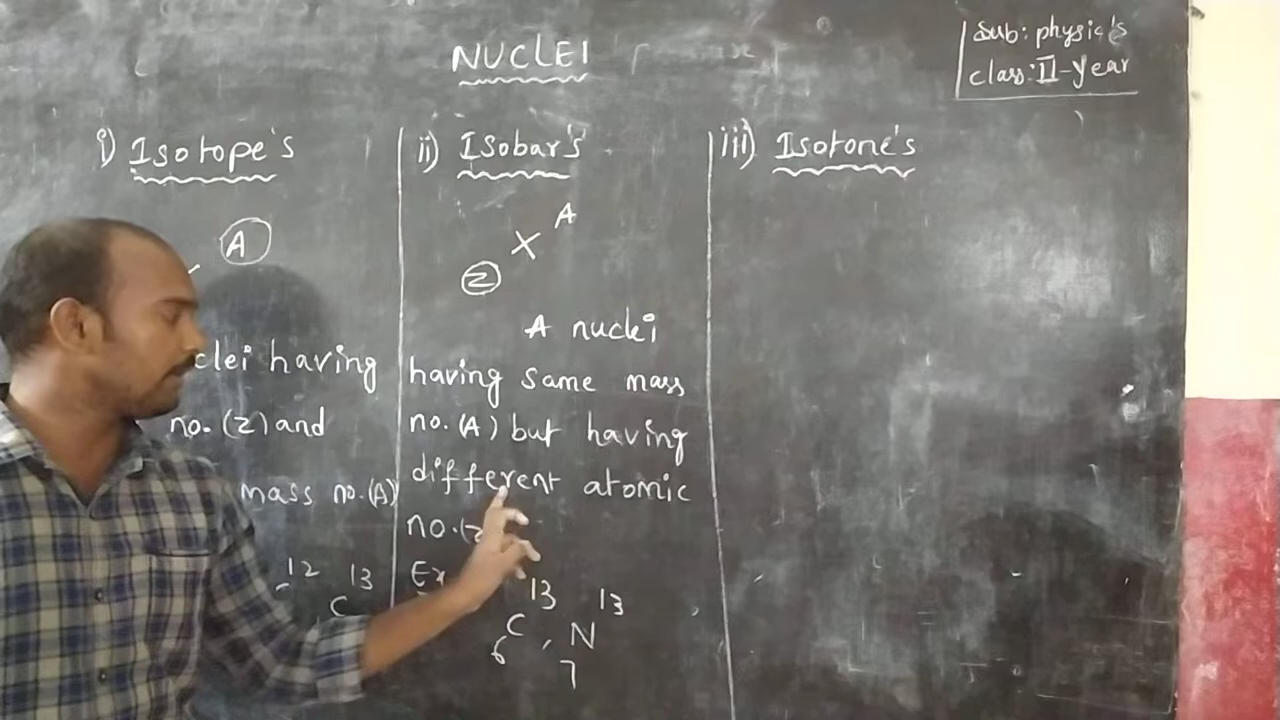 NUCLEI
Sub: physic's
class: II-year
i) Isotope's
A
clei having
no. (Z) and
mass no. (A)
12 13
C
ii) Isobar's
A
X
Z
A nuclei
having same mass
no. (A) but having
different atomic
no. (Z
Ex
13 13
C , N
6 7
iii) Isotone's